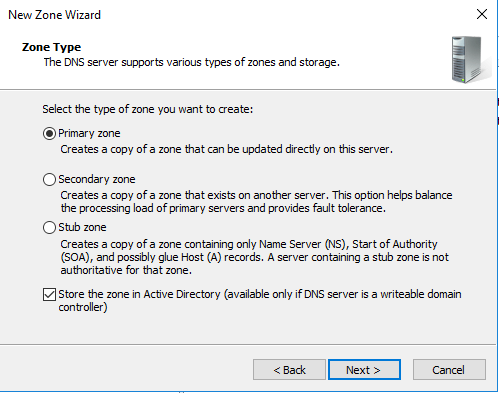 New Zone Wizard
Zone Type
The DNS server supports various types of zones and storage.
Select the type of zone you want to create:
Primary zone
Creates a copy of a zone that can be updated directly on this server.
Secondary zone
Creates a copy of a zone that exists on another server. This option helps balance
the processing load of primary servers and provides fault tolerance.
Stub zone
Creates a copy of a zone containing only Name Server (NS), Start of Authority
(SOA), and possibly glue Host (A) records. A server containing a stub zone is not
authoritative for that zone.
Store the zone in Active Directory (available only if DNS server is a writeable domain
controller)
< Back
Next >
Cancel